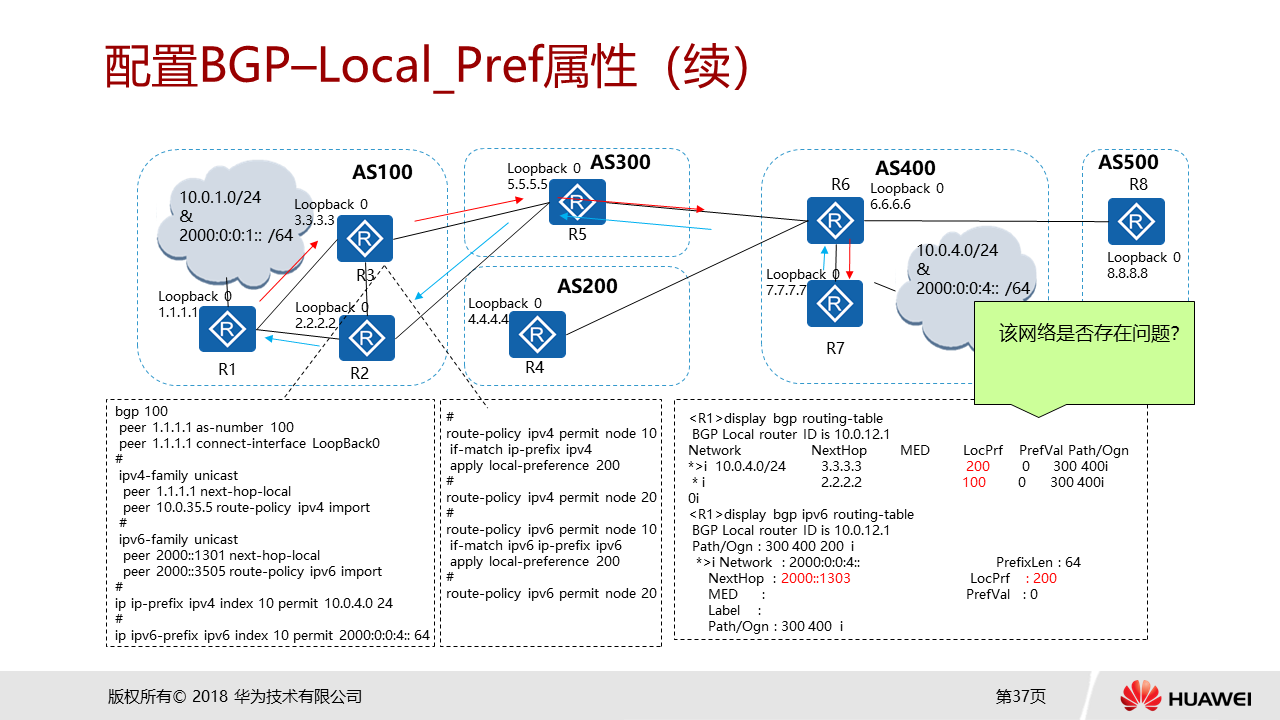 配置BGP–Local_Pref属性（续）
AS100
10.0.1.0/24
&
2000:0:0:1:: /64
Loopback 0
3.3.3.3
R3
Loopback 0
1.1.1.1
R1
Loopback 0
2.2.2.2
R2
AS300
Loopback 0
5.5.5.5
R5
AS200
Loopback 0
4.4.4.4
R4
AS400
R6
Loopback 0
6.6.6.6
10.0.4.0/24
&
2000:0:0:4:: /64
Loopback 0
7.7.7.7
R7
AS500
R8
Loopback 0
8.8.8.8
该网络是否存在问题?
bgp 100
peer 1.1.1.1 as-number 100
peer 1.1.1.1 connect-interface LoopBack0
#
ipv4-family unicast
peer 1.1.1.1 next-hop-local
peer 10.0.35.5 route-policy ipv4 import
#
ipv6-family unicast
peer 2000::1301 next-hop-local
peer 2000::3505 route-policy ipv6 import
#
ip ip-prefix ipv4 index 10 permit 10.0.4.0 24
#
ip ipv6-prefix ipv6 index 10 permit 2000:0:0:4:: 64
#
route-policy ipv4 permit node 10
if-match ip-prefix ipv4
apply local-preference 200
#
route-policy ipv4 permit node 20
#
route-policy ipv6 permit node 10
if-match ipv6 ip-prefix ipv6
apply local-preference 200
#
route-policy ipv6 permit node 20
<R1>display bgp routing-table
BGP Local router ID is 10.0.12.1
Network NextHop MED LocPrf PrefVal Path/Ogn
*>i 10.0.4.0/24 3.3.3.3 200 0 300 400i
* i 2.2.2.2 100 0 300 400i
0i
<R1>display bgp ipv6 routing-table
BGP Local router ID is 10.0.12.1
Path/Ogn : 300 400 200 i
*>i Network : 2000:0:0:4:: PrefixLen : 64
NextHop : 2000::1303 LocPrf : 200
MED : PrefVal : 0
Label :
Path/Ogn : 300 400 i
版权所有© 2018 华为技术有限公司
第37页
HUAWEI